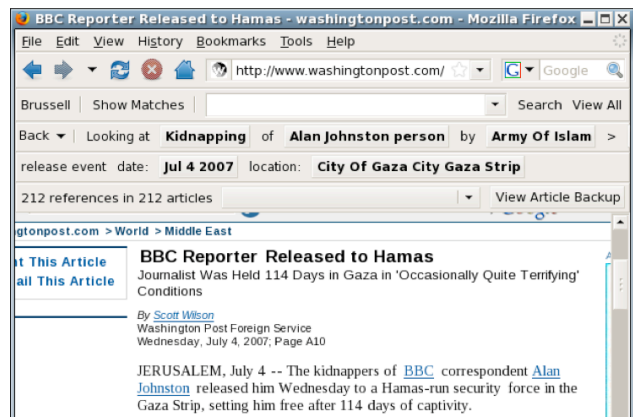 BBC Reporter Released to Hamas - washingtonpost.com - Mozilla Firefox
File Edit View History Bookmarks Tools Help
http://www.washingtonpost.com/ G Google
Brussell Show Matches Search View All
Back Looking at Kidnapping of Alan Johnston person by Army Of Islam >
release event date: Jul 4 2007 location: City Of Gaza City Gaza Strip
212 references in 212 articles View Article Backup
gtonpost.com > World > Middle East
nt This Article
ail This Article
BBC Reporter Released to Hamas
Journalist Was Held 114 Days in Gaza in 'Occasionally Quite Terrifying'
Conditions
By Scott Wilson
Washington Post Foreign Service
Wednesday, July 4, 2007; Page A10
JERUSALEM, July 4 -- The kidnappers of BBC correspondent Alan
Johnston released him Wednesday to a Hamas-run security force in the
Gaza Strip, setting him free after 114 days of captivity.